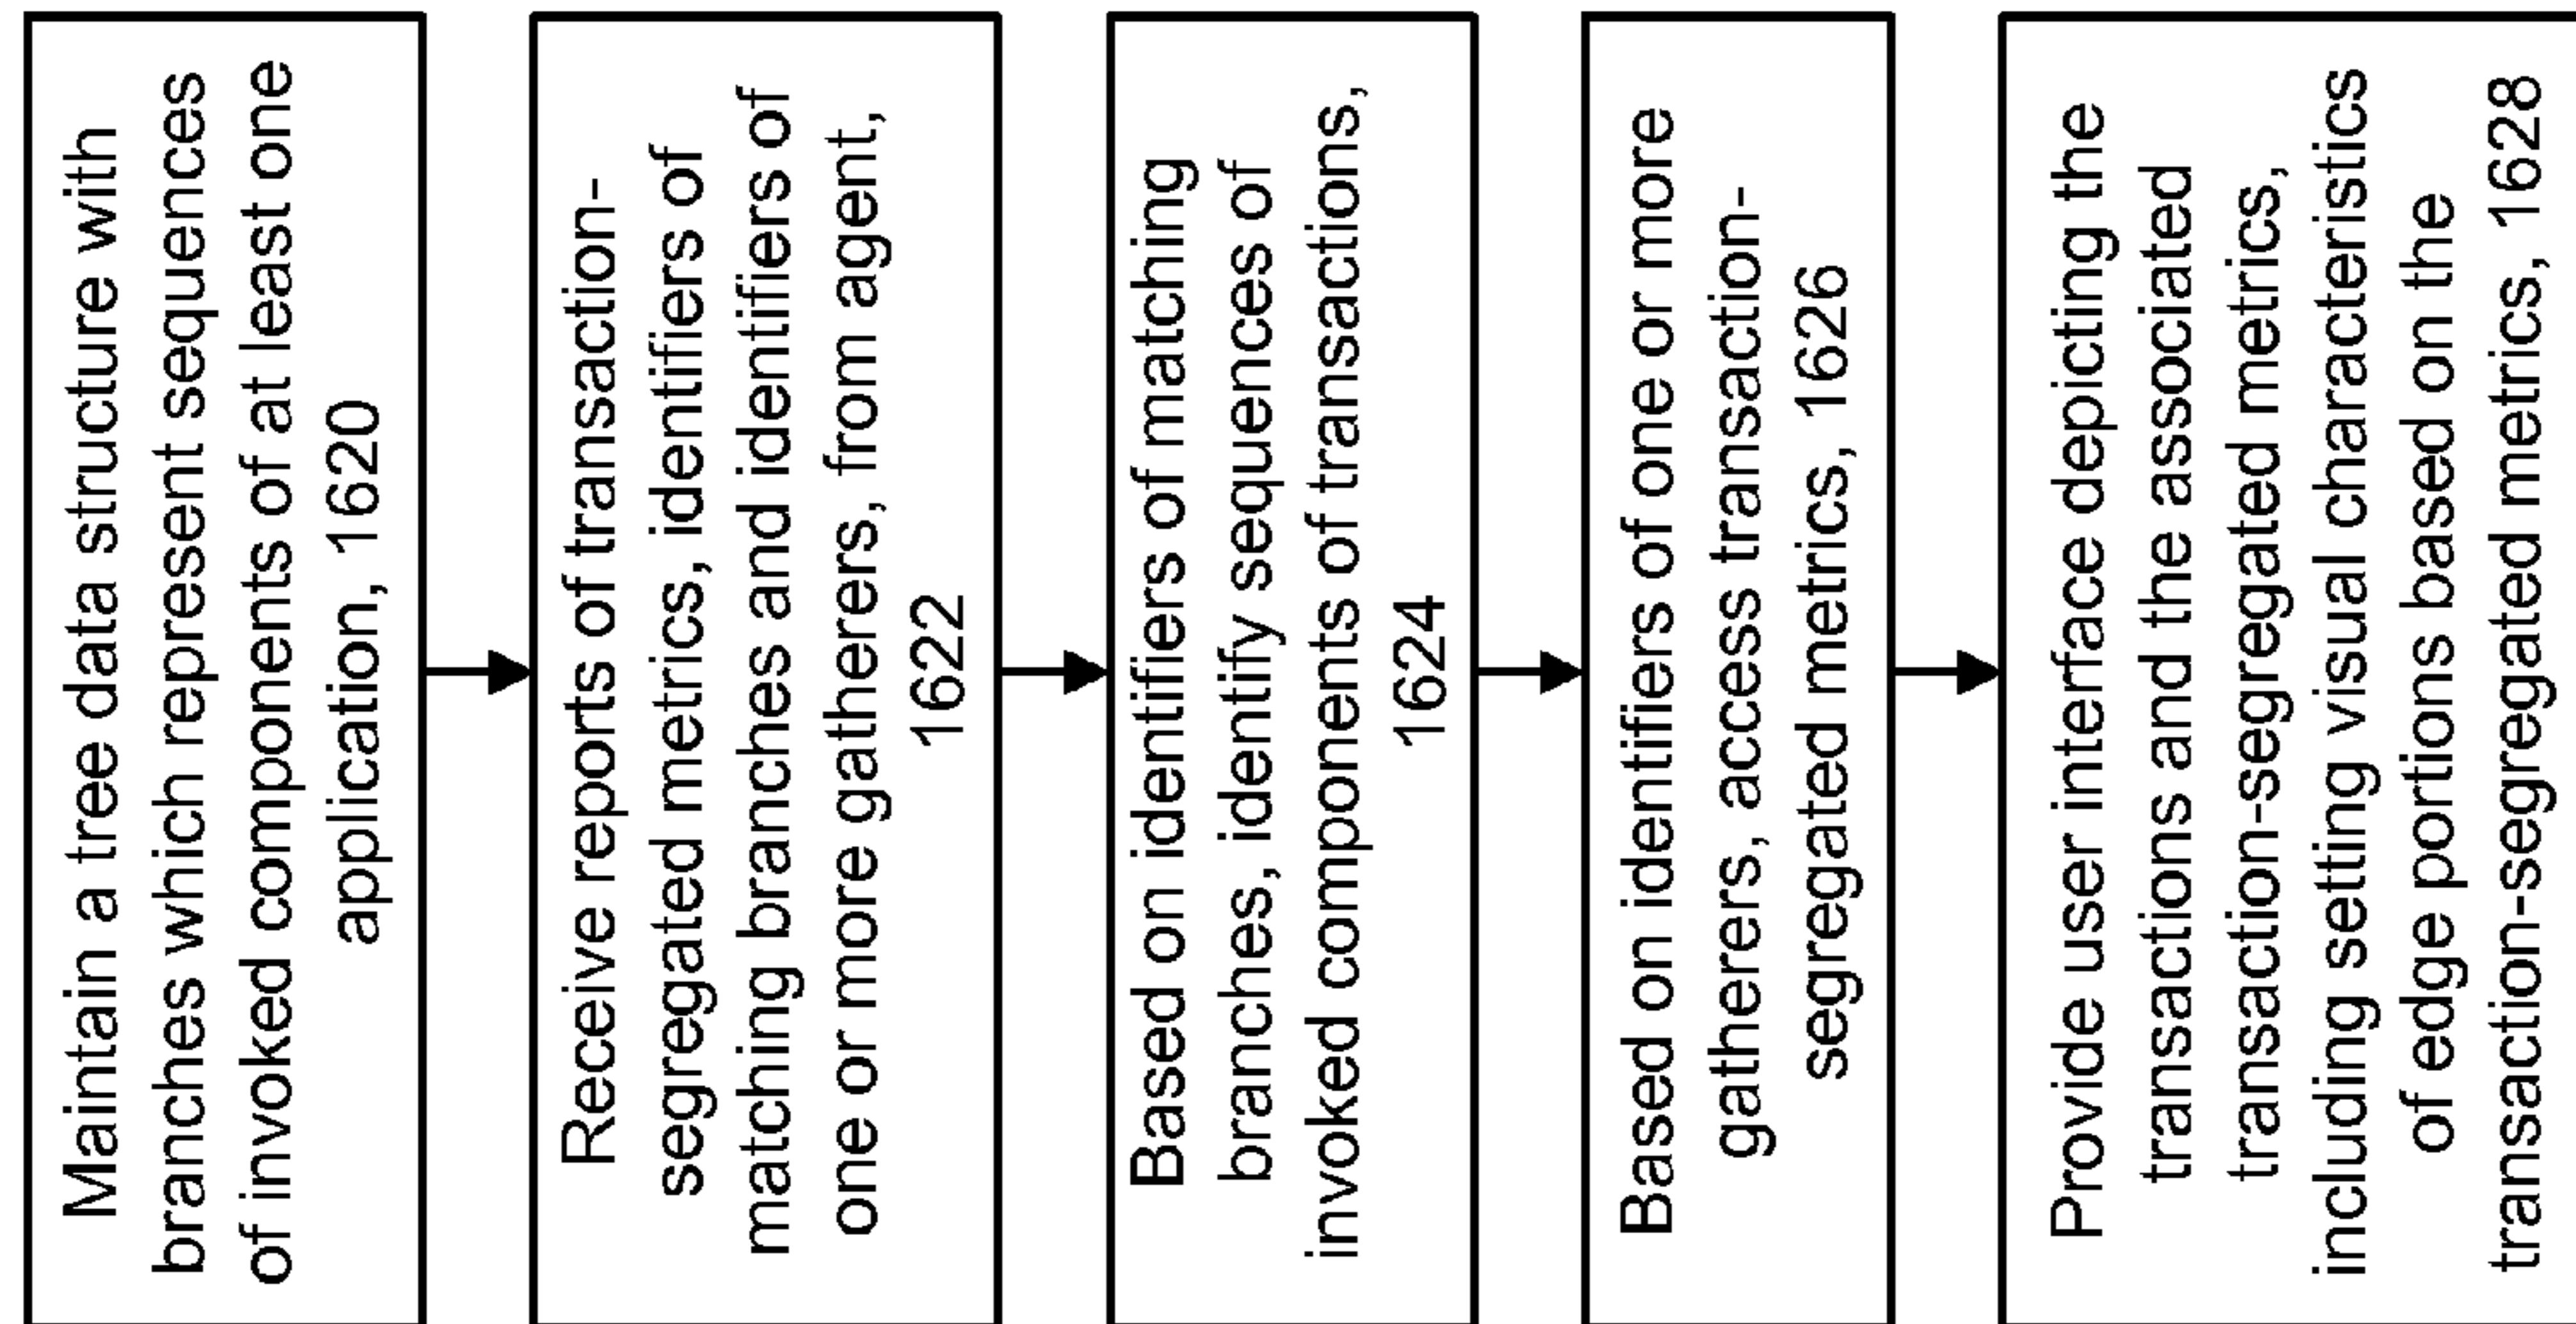 Maintain a tree data structure with
branches which represent sequences
of invoked components of at least one
application, 1620
Receive reports of transaction-
segregated metrics, identifiers of
matching branches and identifiers of
one or more gatherers, from agent,
1622
Based on identifiers of matching
branches, identify sequences of
invoked components of transactions,
1624
Based on identifiers of one or more
gatherers, access transaction-
segregated metrics, 1626
Provide user interface depicting the
transactions and the associated
transaction-segregated metrics,
including setting visual characteristics
of edge portions based on the
transaction-segregated metrics, 1628